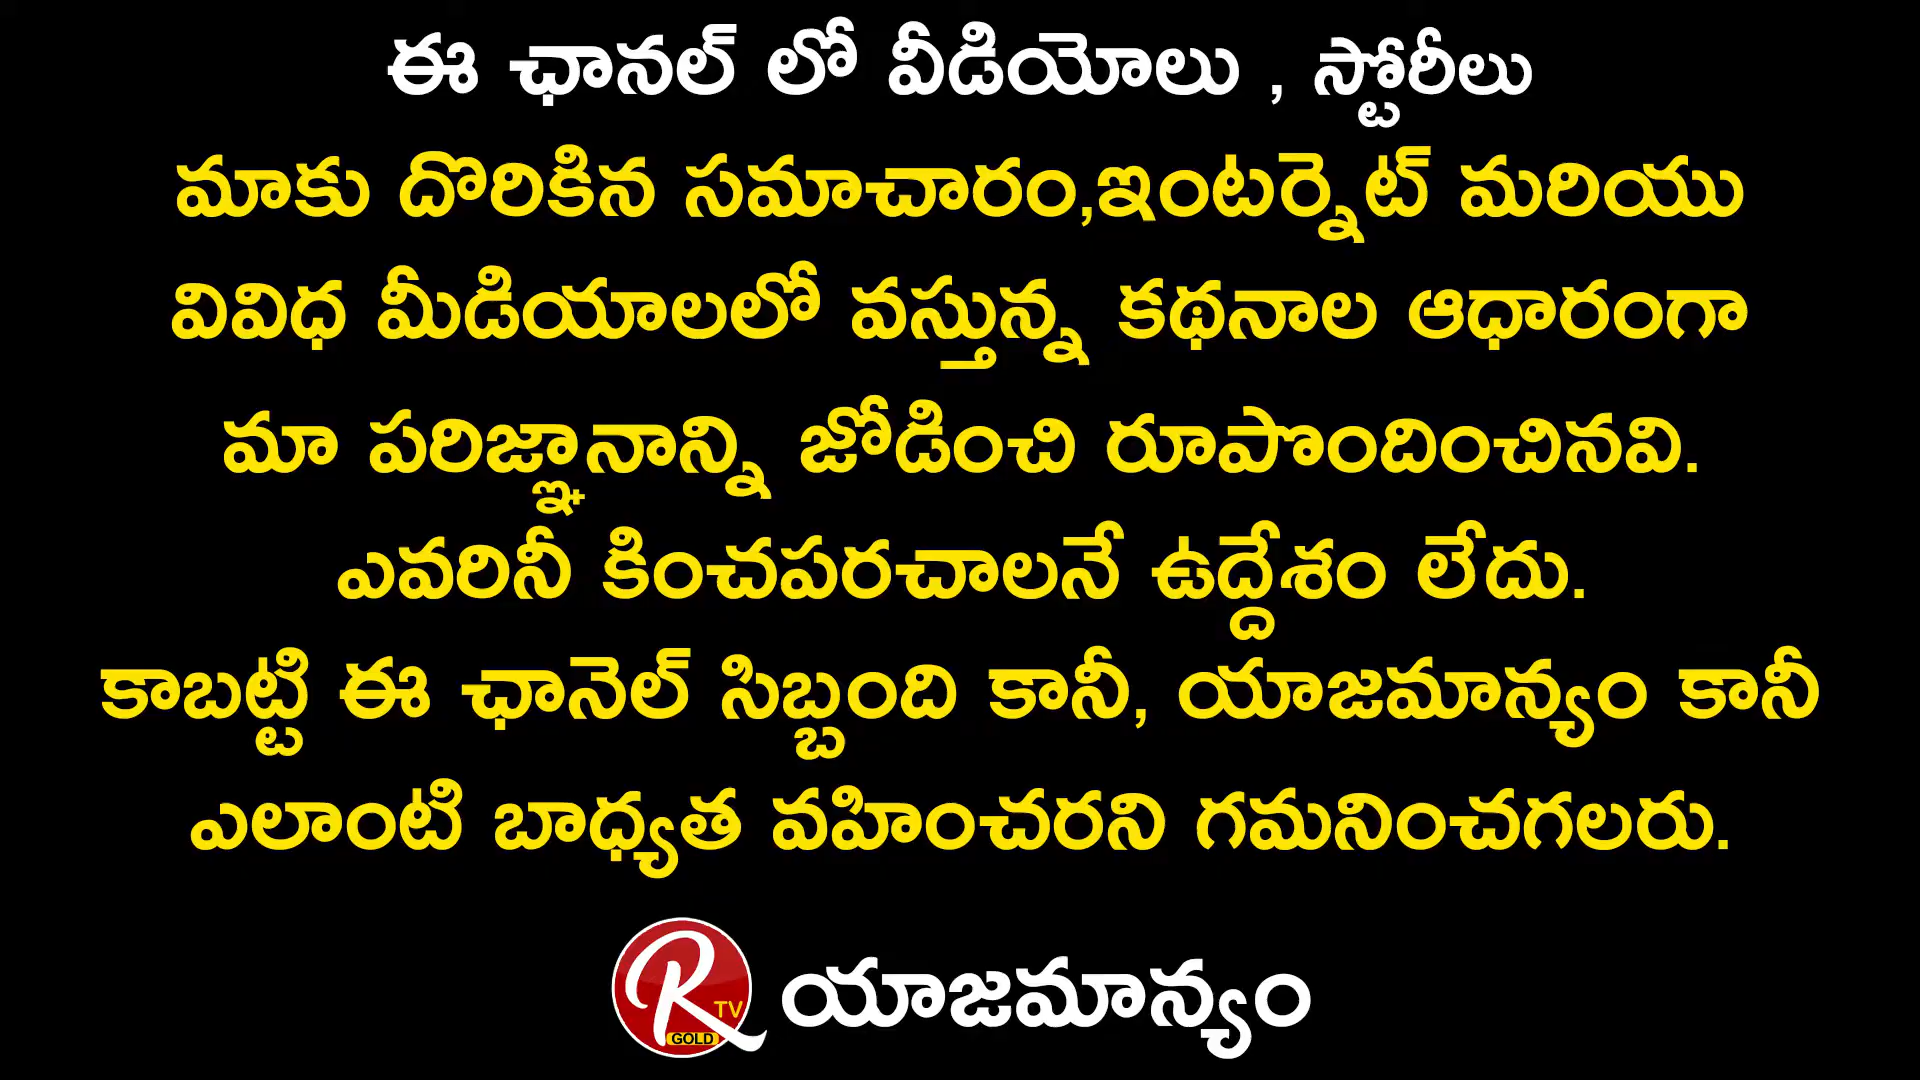 ఈ ఛానల్ లో వీడియోలు , స్టోరీలు
మాకు దొరికిన సమాచారం,ఇంటర్నెట్ మరియు
వివిధ మీడియాలలో వస్తున్న కథనాల ఆధారంగా
మా పరిజ్ఞానాన్ని జోడించి రూపొందించినవి.
ఎవరినీ కించపరచాలనే ఉద్దేశం లేదు.
కాబట్టి ఈ ఛానెల్ సిబ్బంది కానీ, యాజమాన్యం కానీ
ఎలాంటి బాధ్యత వహించరని గమనించగలరు.
R TV GOLD యాజమాన్యం